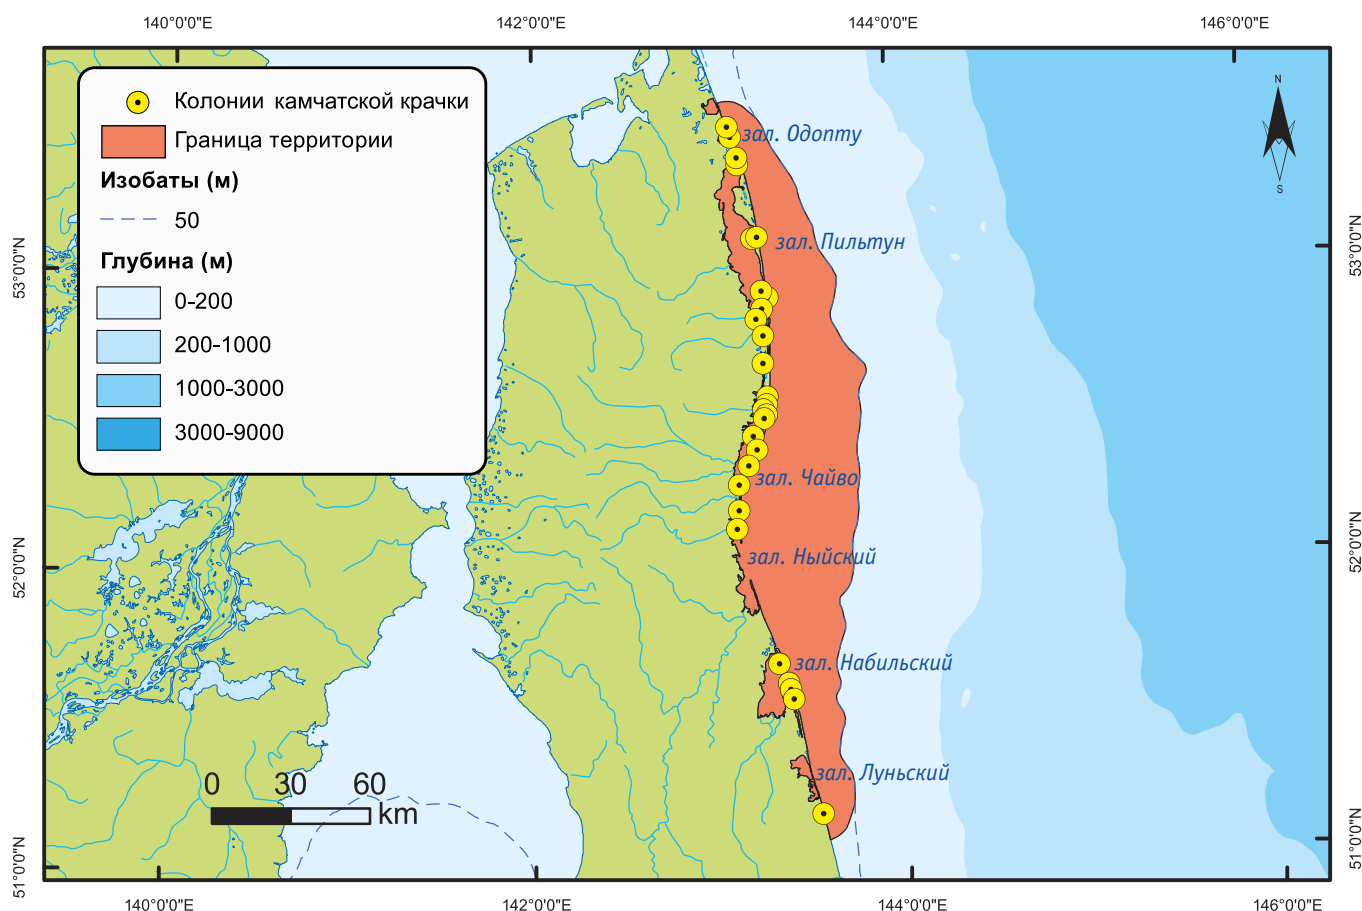 140°0'0"E
142°0'0"E
144°0'0"E
146°0'0"E
Колонии камчатской крачки
Граница территории
Изобаты (м)
50
Глубина (м)
0-200
200-1000
1000-3000
3000-9000
N
S
зал. Одопту
зал. Пильтун
зал. Чайво
зал. Ныйский
зал. Набильский
зал. Луньский
53°0'0"N
52°0'0"N
51°0'0"N
53°0'0"N
52°0'0"N
51°0'0"N
0 30 60
km
140°0'0"E
142°0'0"E
144°0'0"E
146°0'0"E